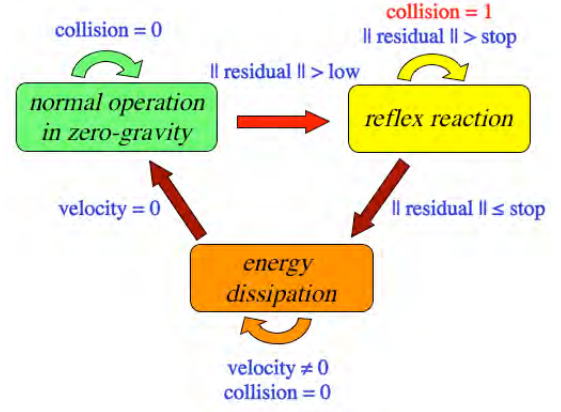 collision = 1
collision = 0
|| residual || > stop
|| residual || > low
normal operation
in zero-gravity
reflex reaction
velocity = 0
|| residual || ≤ stop
energy
dissipation
velocity ≠ 0
collision = 0